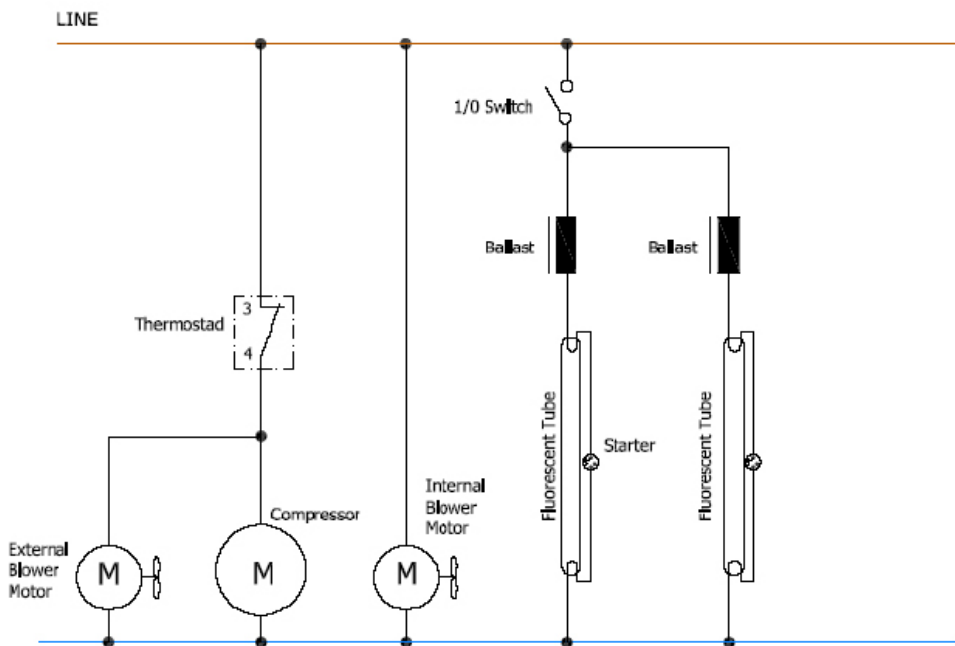 LINE
1/0 Switch
Ballast
Ballast
3
Thermostad
4
Fluorescent Tube
Starter
Fluorescent Tube
Internal
Blower
Motor
Compressor
External
Blower
Motor
M
M
M